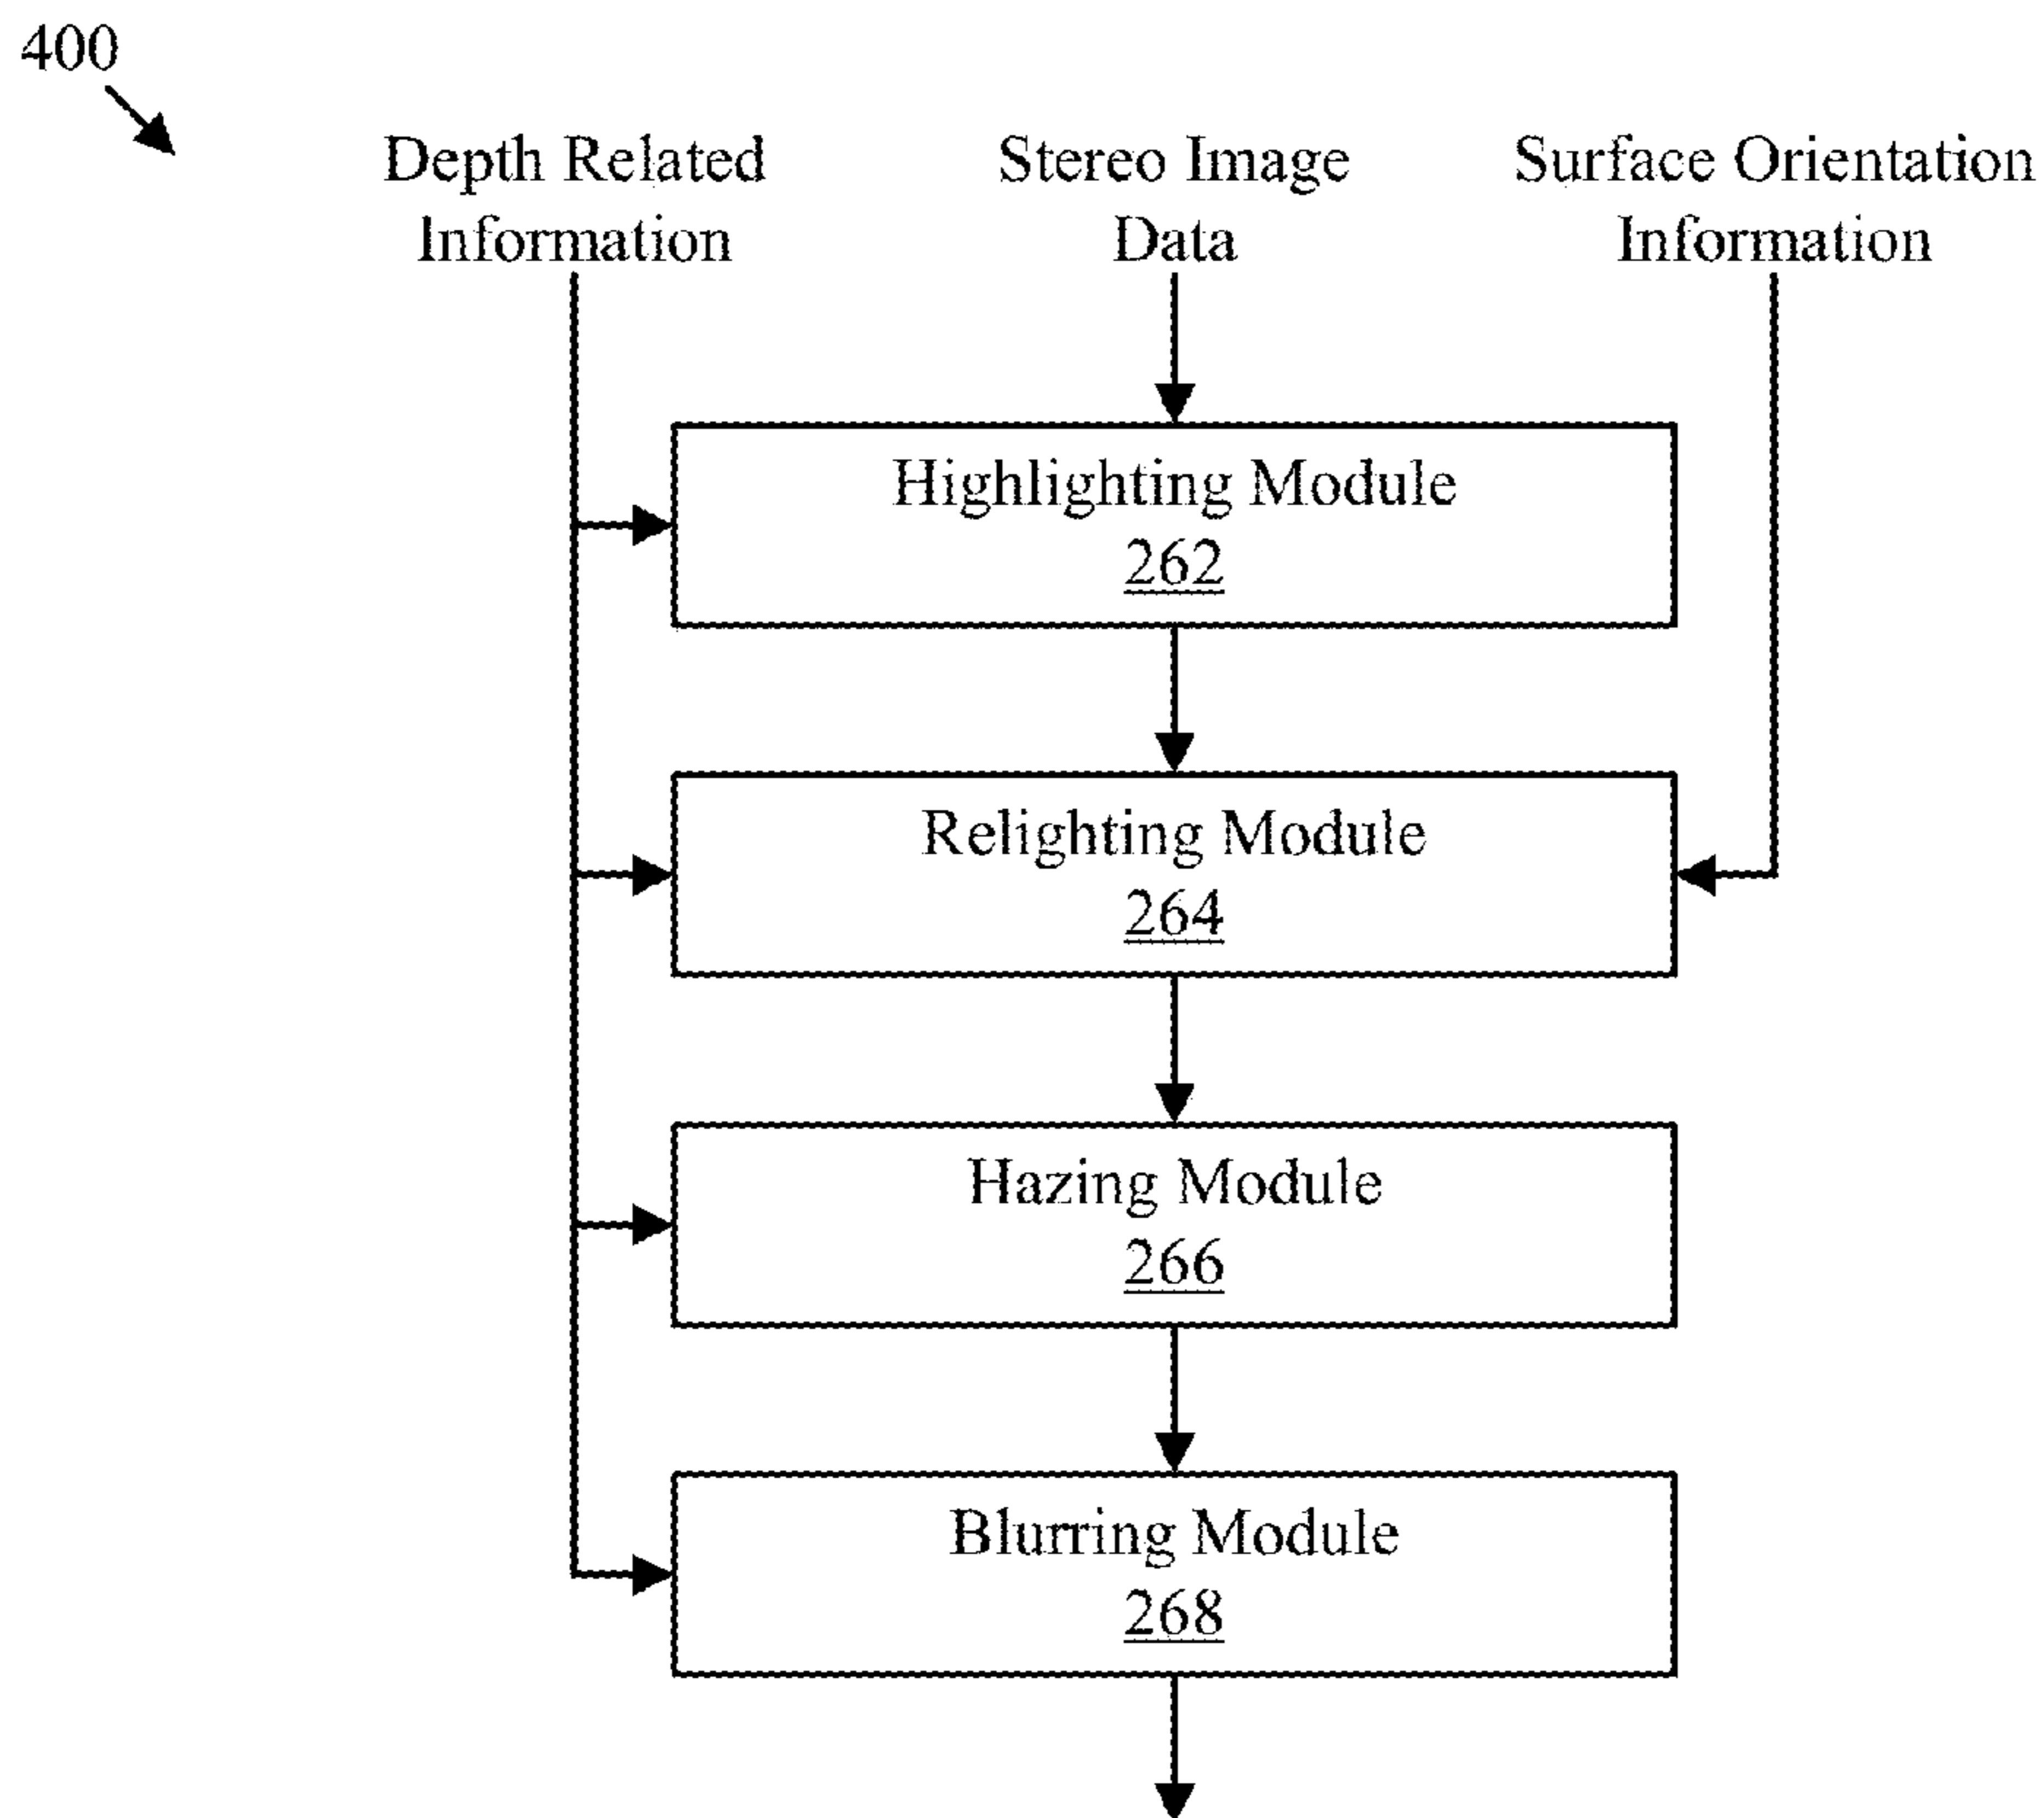 400
Depth Related
Information
Stereo Image
Data
Surface Orientation
Information
Highlighting Module
262
Relighting Module
264
Hazing Module
266
Blurring Module
268